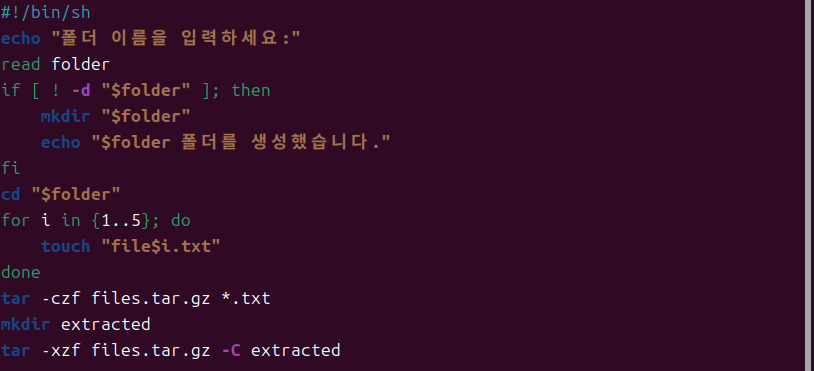 #!/bin/sh
echo "폴더 이름을 입력하세요:"
read folder
if [ ! -d "$folder" ]; then
    mkdir "$folder"
    echo "$folder 폴더를 생성했습니다."
fi
cd "$folder"
for i in {1..5}; do
    touch "file$i.txt"
done
tar -czf files.tar.gz *.txt
mkdir extracted
tar -xzf files.tar.gz -C extracted